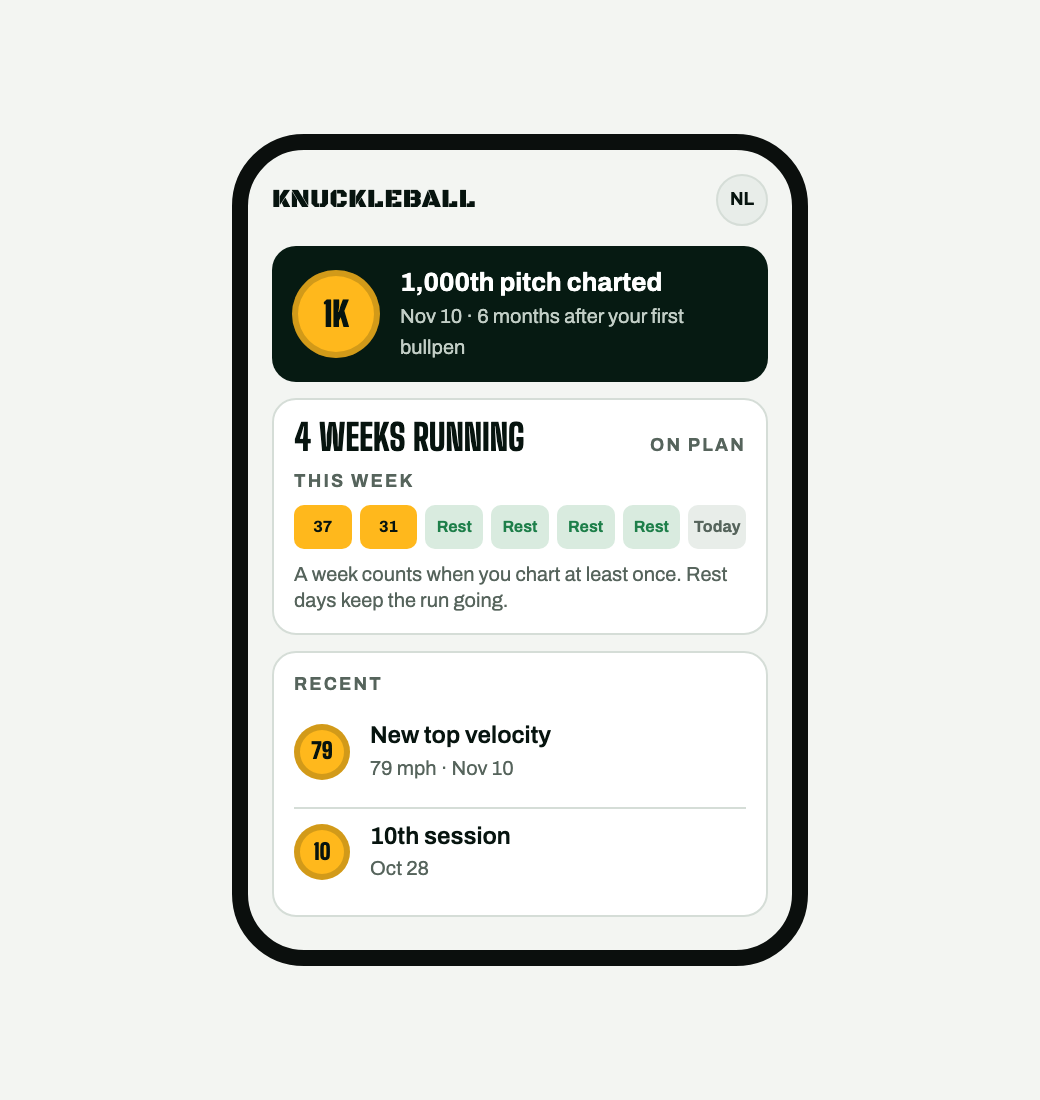 KNUCKLEBALL
NL
1K
1,000th pitch charted
Nov 10 · 6 months after your first
bullpen
4 WEEKS RUNNING
ON PLAN
THIS WEEK
37 31 Rest Rest Rest Rest Today
A week counts when you chart at least once. Rest
days keep the run going.
RECENT
79
New top velocity
79 mph · Nov 10
10
10th session
Oct 28